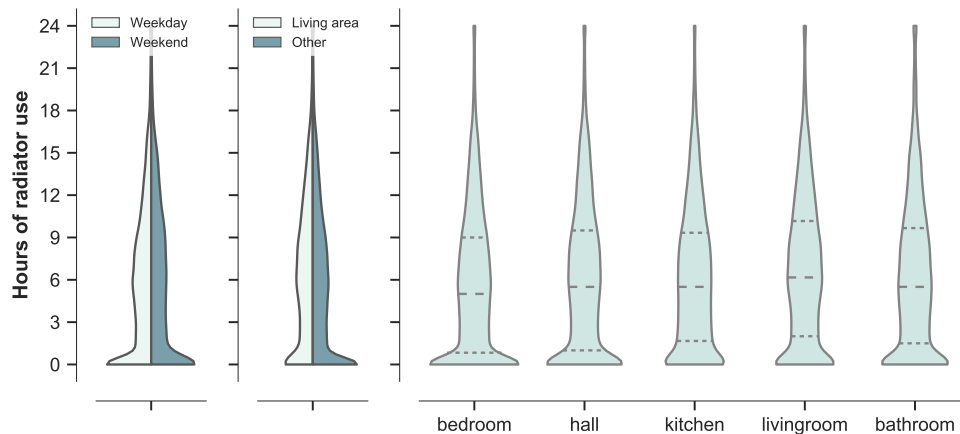 Hours of radiator use
24
21
18
15
12
9
6
3
0
Weekday
Weekend
Living area
Other
bedroom hall kitchen livingroom bathroom